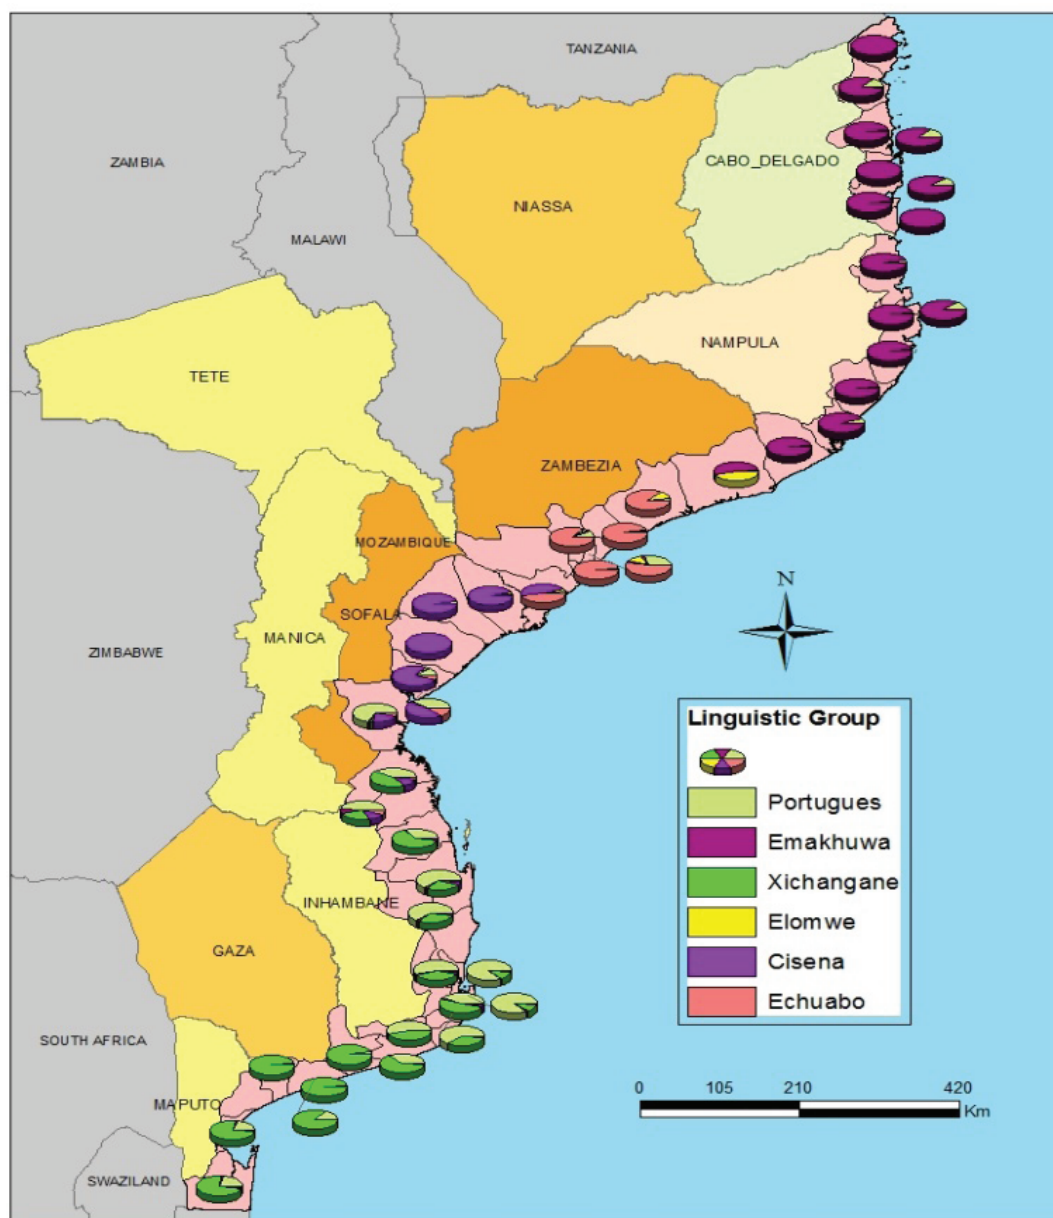 TANZANIA
ZAMBIA
CABO_DELGADO
NIASSA
MALAWI
NAMPULA
TETE
ZAMBEZIA
MOZAMBIQUE
N
SOFALA
MANICA
ZIMBABWE
Linguistic Group
Portugues
Emakhuwa
Xichangane
INHAMBANE
Elomwe
GAZA
Cisena
Echuabo
SOUTH AFRICA
0 105 210 420
Km
MAPUTO
SWAZILAND